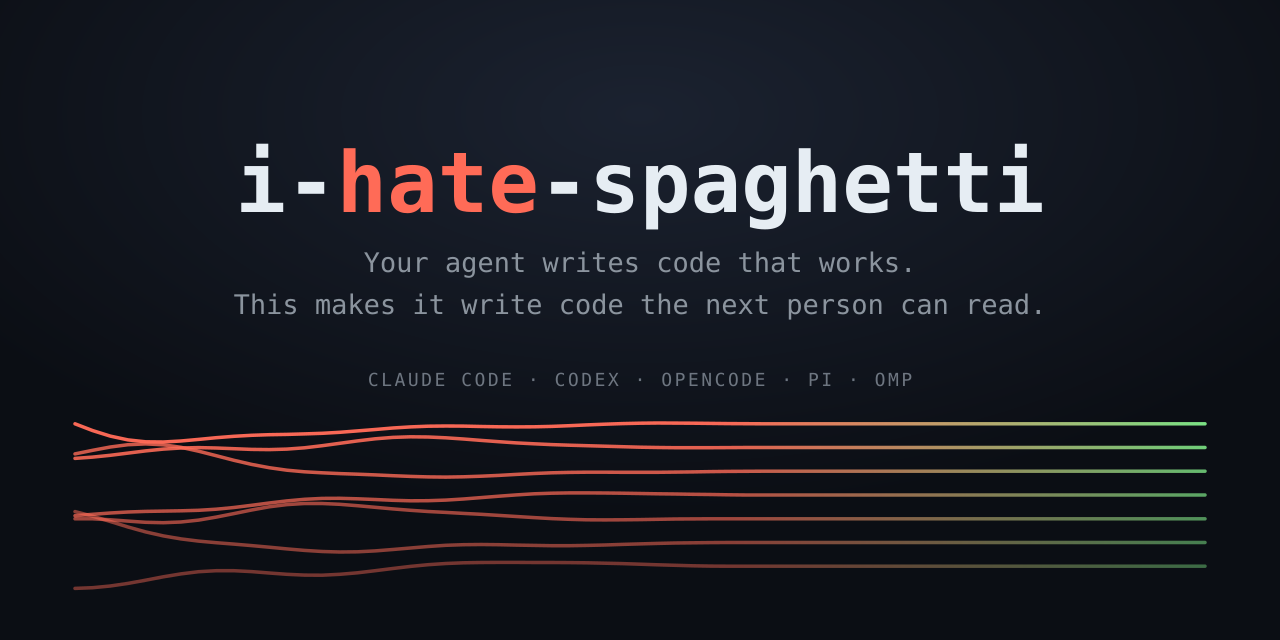 i-hate-spaghetti
Your agent writes code that works.
This makes it write code the next person can read.
CLAUDE CODE · CODEX · OPENCODE · PI · OMP